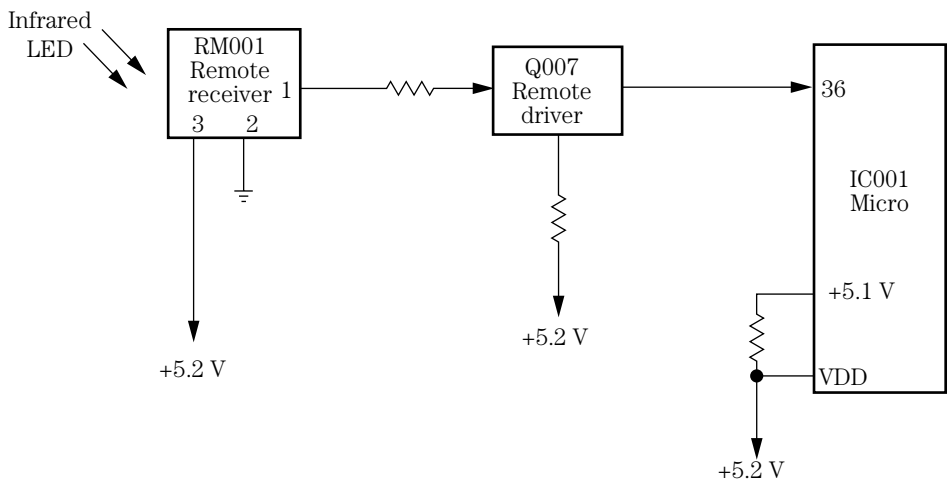 Infrared
LED
RM001
Remote
receiver 1
3 2
+5.2 V
Q007
Remote
driver
+5.2 V
36
IC001
Micro
+5.1 V
VDD
+5.2 V